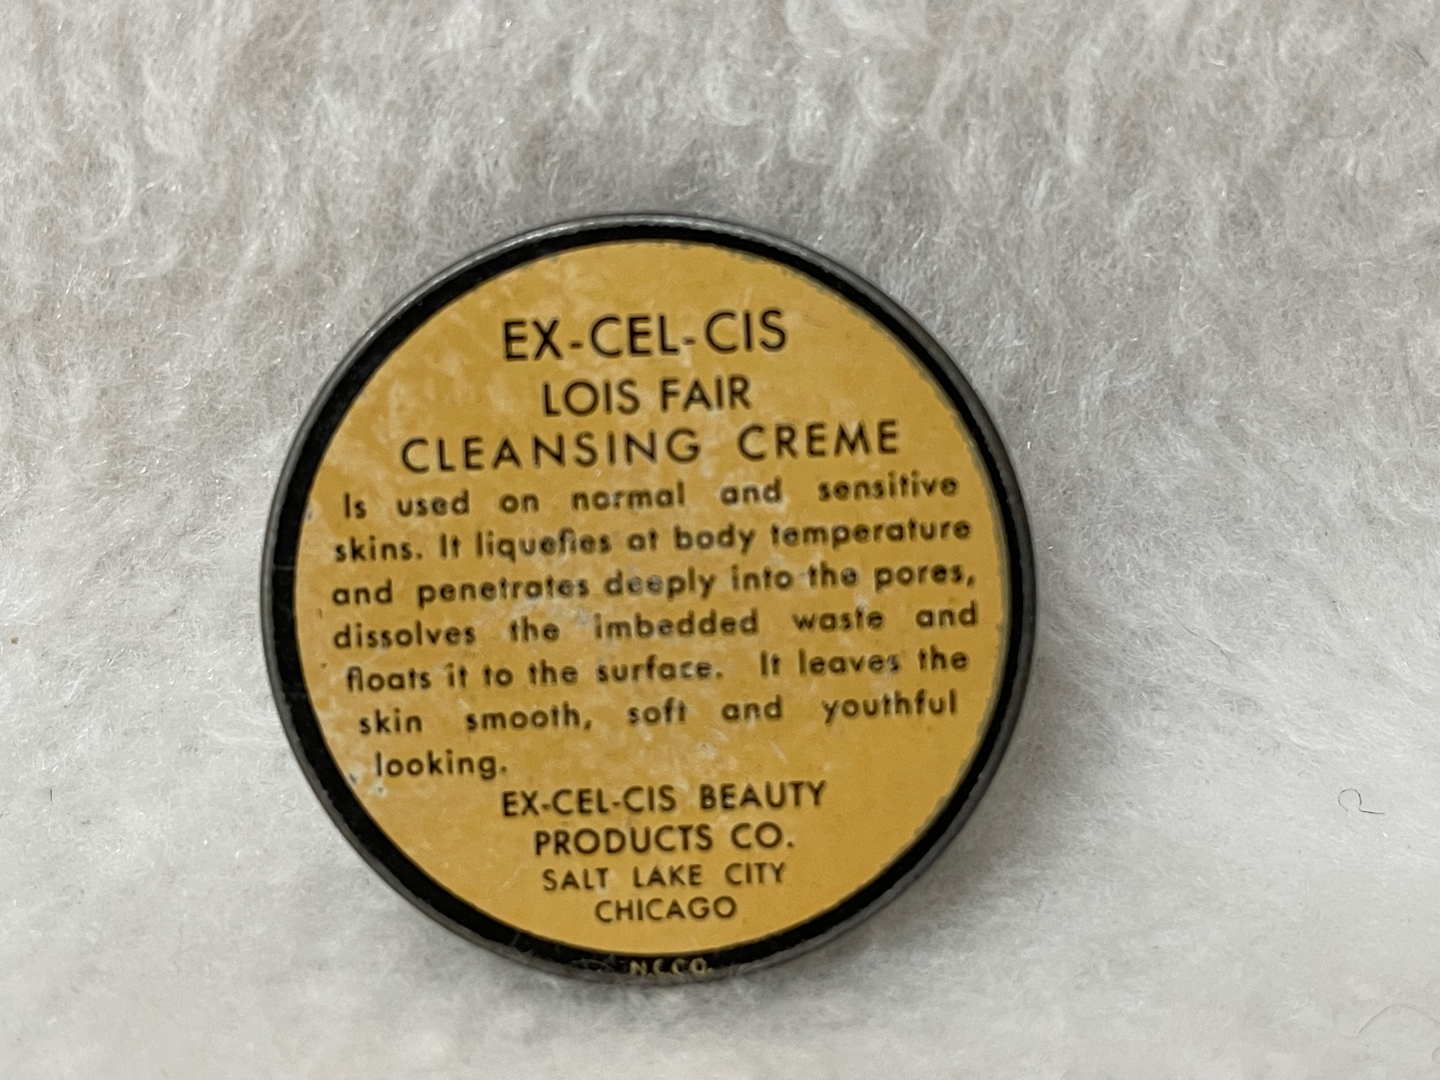 EX-CEL-CIS
LOIS FAIR
CLEANSING CREME
Is used on normal and sensitive
skins. It liquefies at body temperature
and penetrates deeply into the pores,
dissolves the imbedded waste and
floats it to the surface. It leaves the
skin smooth, soft and youthful
looking.
EX-CEL-CIS BEAUTY
PRODUCTS CO.
SALT LAKE CITY
CHICAGO
N.C.CO.